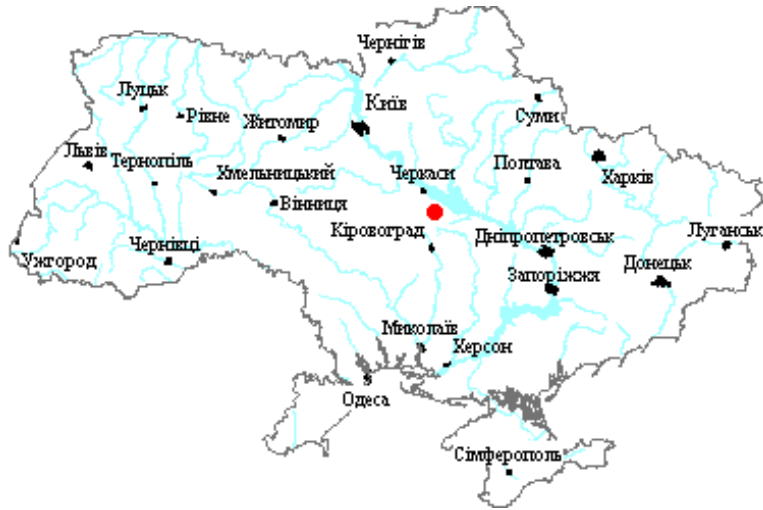 Чернігів
Луцьк
Рівне
Київ
Суми
Житомир
Львів
Тернопіль
Хмельницький
Черкаси
Полтава
Харків
Вінниця
Кіровоград
Дніпропетровськ
Луганськ
Ужгород
Чернівці
Запоріжжя
Донецьк
Миколаїв
Херсон
Одеса
Сімферополь